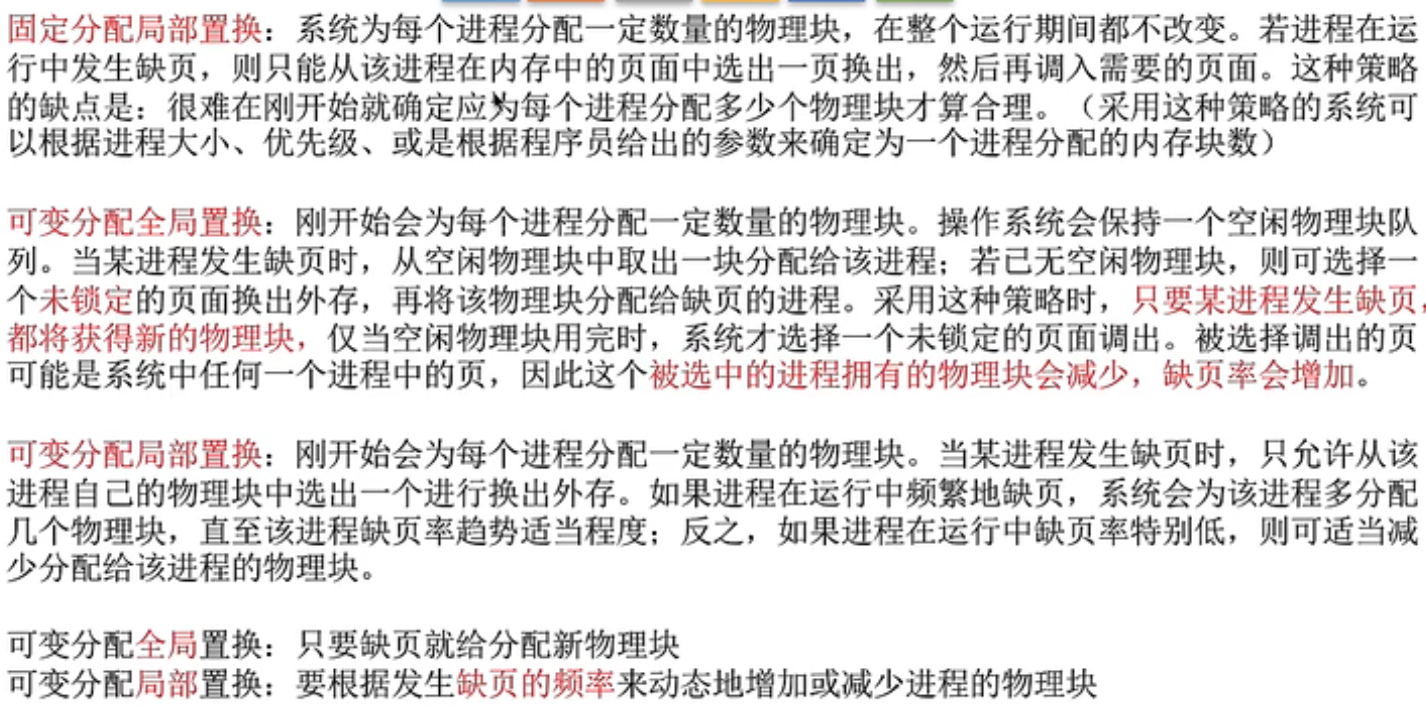 固定分配局部置换：系统为每个进程分配一定数量的物理块，在整个运行期间都不改变。若进程在运
行中发生缺页，则只能从该进程在内存中的页面中选出一页换出，然后再调入需要的页面。这种策略
的缺点是：很难在刚开始就确定应为每个进程分配多少个物理块才算合理。（采用这种策略的系统可
以根据进程大小、优先级、或是根据程序员给出的参数来确定为一个进程分配的内存块数）
可变分配全局置换：刚开始会为每个进程分配一定数量的物理块。操作系统会保持一个空闲物理块队
列。当某进程发生缺页时，从空闲物理块中取出一块分配给该进程；若已无空闲物理块，则可选择一
个未锁定的页面换出外存，再将该物理块分配给缺页的进程。采用这种策略时，只要某进程发生缺页，
都将获得新的物理块，仅当空闲物理块用完时，系统才选择一个未锁定的页面调出。被选择调出的页
可能是系统中任何一个进程中的页，因此这个被选中的进程拥有的物理块会减少，缺页率会增加。
可变分配局部置换：刚开始会为每个进程分配一定数量的物理块。当某进程发生缺页时，只允许从该
进程自己的物理块中选出一个进行换出外存。如果进程在运行中频繁地缺页，系统会为该进程多分配
几个物理块，直至该进程缺页率趋势适当程度；反之，如果进程在运行中缺页率特别低，则可适当减
少分配给该进程的物理块。
可变分配全局置换：只要缺页就给分配新物理块
可变分配局部置换：要根据发生缺页的频率来动态地增加或减少进程的物理块